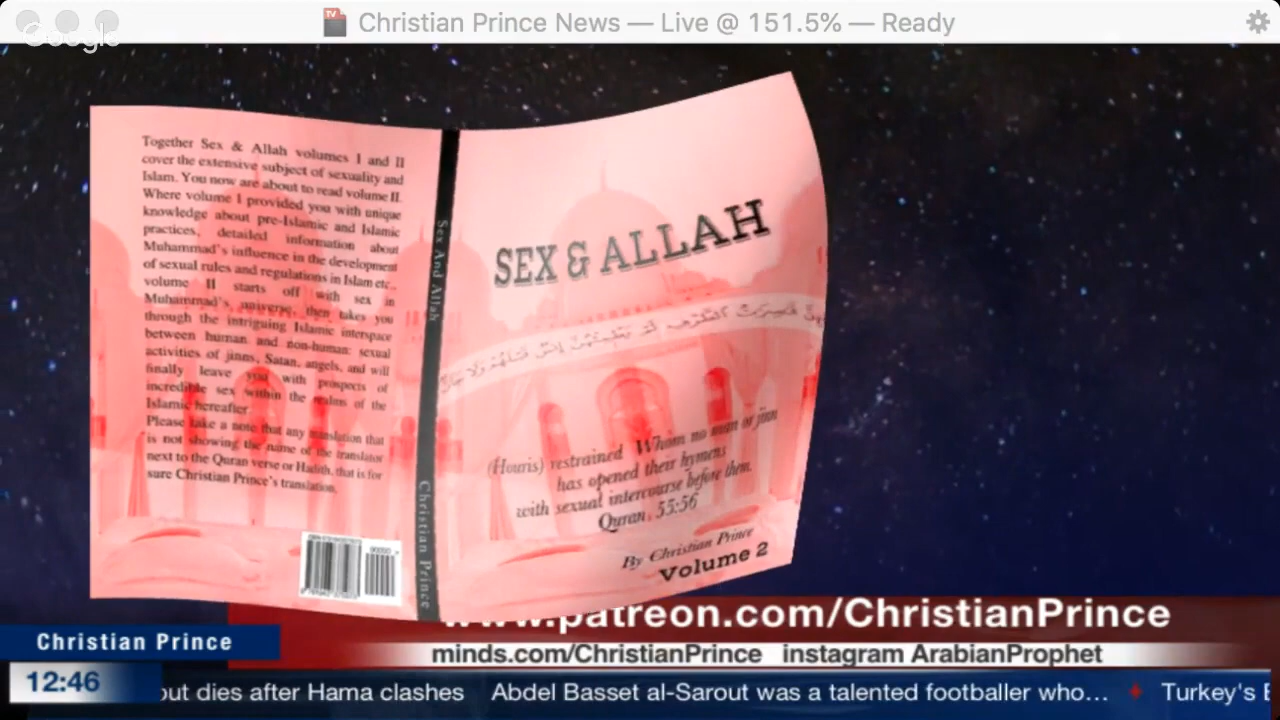 Christian Prince News — Live @ 151.5% — Ready
Google
Together Sex & Allah volumes I and II
cover the extensive subject of sexuality and
Islam. You now are about to read volume II.
Where volume I provided you with unique
knowledge about pre-Islamic and Islamic
practices, detailed information about
Muhammad's influence in the development
of sexual rules and regulations in Islam etc.,
volume II starts off with sex in
Muhammad's universe, then takes you
through the intriguing Islamic interspace
between human and non-human: sexual
activities of jinns, Satan, angels, and will
finally leave you with prospects of
incredible sex within the realms of the
Islamic hereafter.
Please take a note that any translation that
is not showing the name of the translator
next to the Quran verse or Hadith, that is for
sure Christian Prince's translation.
Sex And Allah
Christian Prince
SEX & ALLAH
(Houris) restrained Whom no man or jinn
has opened their hymens
with sexual intercourse before them.
Quran, 55:56
By Christian Prince
Volume 2
www.patreon.com/ChristianPrince
Christian Prince
minds.com/ChristianPrince instagram ArabianProphet
12:46
out dies after Hama clashes Abdel Basset al-Sarout was a talented footballer who... Turkey's